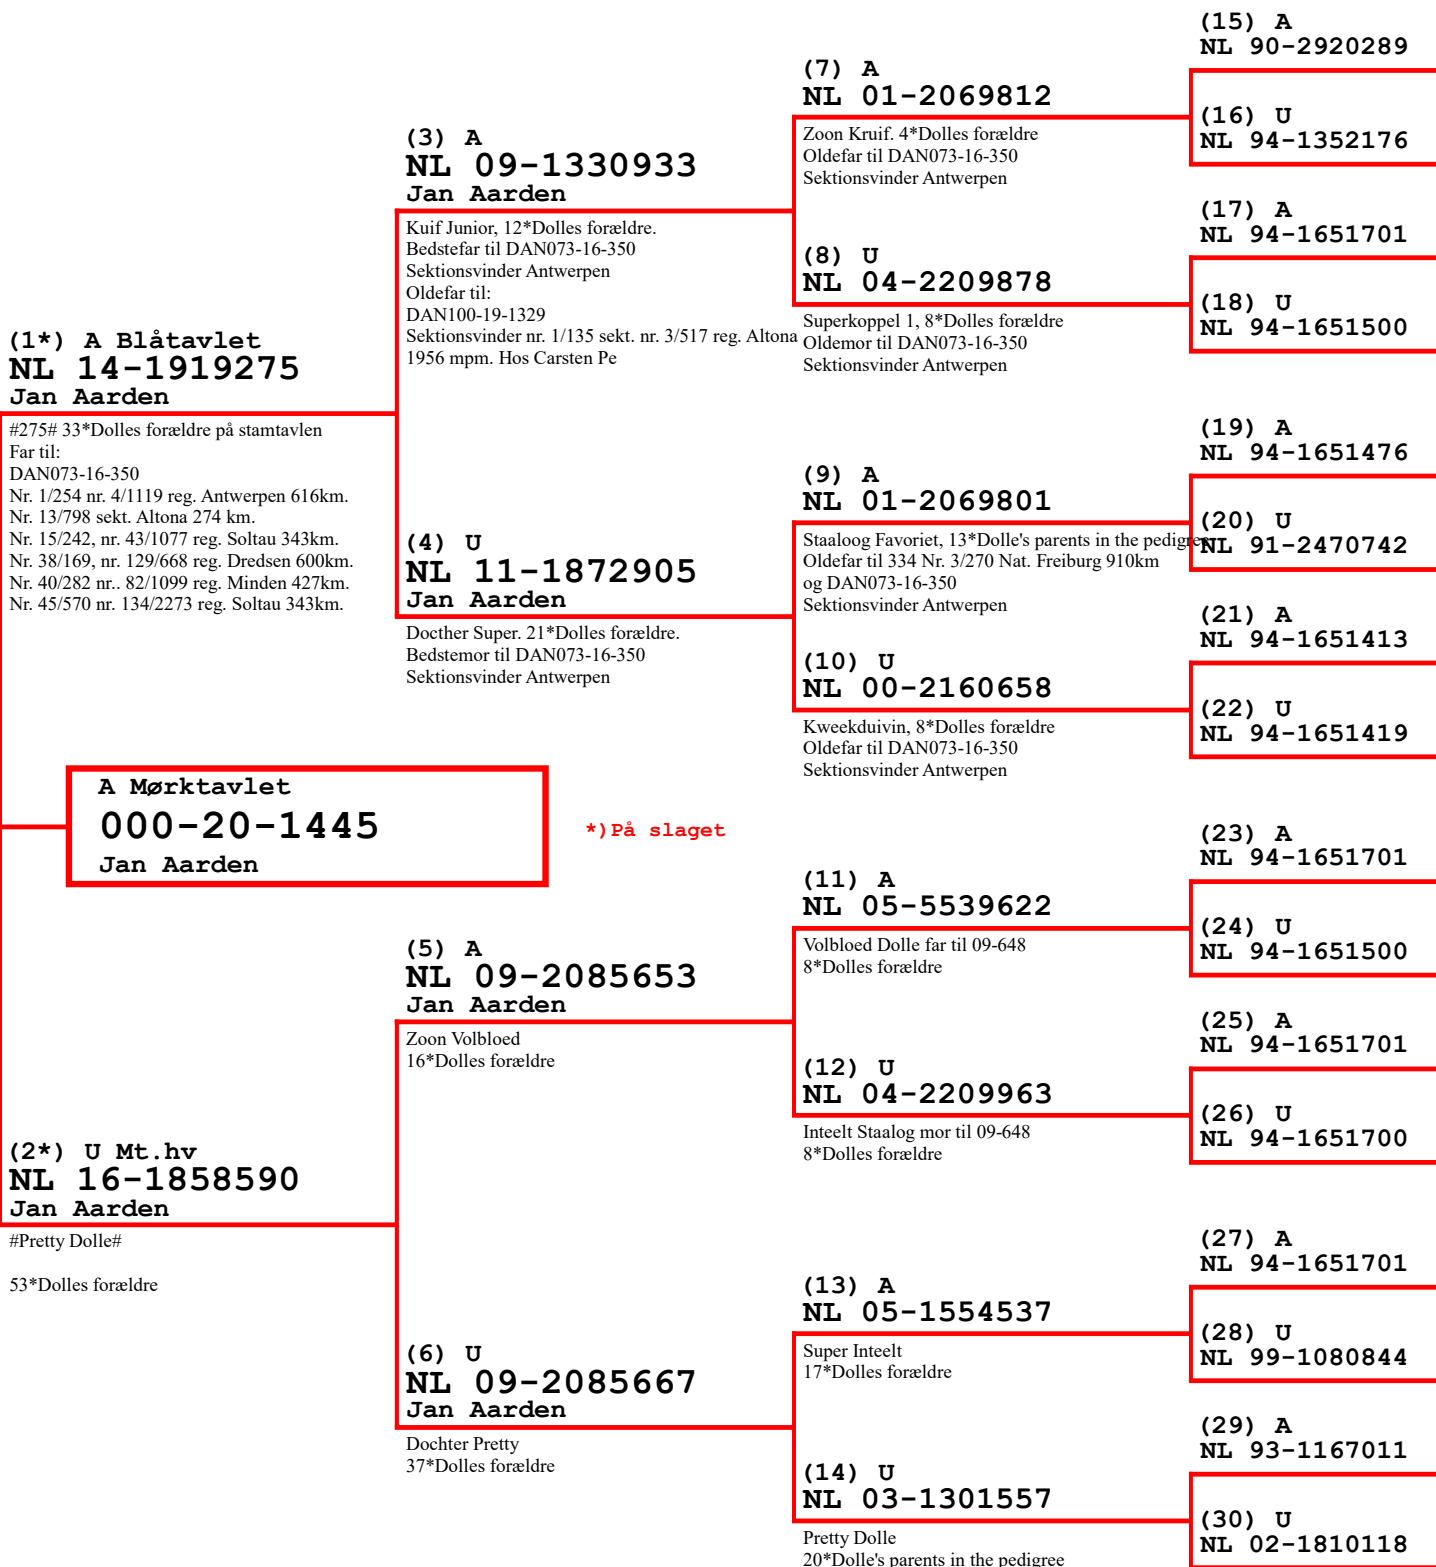 (1*) A Blåtavlet
NL 14-1919275
Jan Aarden
#275# 33*Dolles forældre på stamtavlen
Far til:
DAN073-16-350
Nr. 1/254 nr. 4/1119 reg. Antwerpen 616km.
Nr. 13/798 sekt. Altona 274 km.
Nr. 15/242, nr. 43/1077 reg. Soltau 343km.
Nr. 38/169, nr. 129/668 reg. Dredsen 600km.
Nr. 40/282 nr.. 82/1099 reg. Minden 427km.
Nr. 45/570 nr. 134/2273 reg. Soltau 343km.
A Mørktavlet
000-20-1445
Jan Aarden
*)På slaget
(2*) U Mt.hv
NL 16-1858590
Jan Aarden
#Pretty Dolle#
53*Dolles forældre
(3) A
NL 09-1330933
Jan Aarden
Kuif Junior, 12*Dolles forældre.
Bedstefar til DAN073-16-350
Sektionsvinder Antwerpen
Oldefar til:
DAN100-19-1329
Sektionsvinder nr. 1/135 sekt. nr. 3/517 reg. Altona
1956 mpm. Hos Carsten Pe
(4) U
NL 11-1872905
Jan Aarden
Docther Super. 21*Dolles forældre.
Bedstemor til DAN073-16-350
Sektionsvinder Antwerpen
(5) A
NL 09-2085653
Jan Aarden
Zoon Volbloed
16*Dolles forældre
(6) U
NL 09-2085667
Jan Aarden
Dochter Pretty
37*Dolles forældre
(7) A
NL 01-2069812
Zoon Kruif. 4*Dolles forældre
Oldefar til DAN073-16-350
Sektionsvinder Antwerpen
(8) U
NL 04-2209878
Superkoppel 1, 8*Dolles forældre
Oldemor til DAN073-16-350
Sektionsvinder Antwerpen
(9) A
NL 01-2069801
Staaloog Favoriet, 13*Dolle's parents in the pedigree
Oldefar til 334 Nr. 3/270 Nat. Freiburg 910km
og DAN073-16-350
Sektionsvinder Antwerpen
(10) U
NL 00-2160658
Kweekduivin, 8*Dolles forældre
Oldefar til DAN073-16-350
Sektionsvinder Antwerpen
(11) A
NL 05-5539622
Volbloed Dolle far til 09-648
8*Dolles forældre
(12) U
NL 04-2209963
Inteelt Staalog mor til 09-648
8*Dolles forældre
(13) A
NL 05-1554537
Super Inteelt
17*Dolles forældre
(14) U
NL 03-1301557
Pretty Dolle
20*Dolle's parents in the pedigree
(15) A
NL 90-2920289
(16) U
NL 94-1352176
(17) A
NL 94-1651701
(18) U
NL 94-1651500
(19) A
NL 94-1651476
(20) U
NL 91-2470742
(21) A
NL 94-1651413
(22) U
NL 94-1651419
(23) A
NL 94-1651701
(24) U
NL 94-1651500
(25) A
NL 94-1651701
(26) U
NL 94-1651700
(27) A
NL 94-1651701
(28) U
NL 99-1080844
(29) A
NL 93-1167011
(30) U
NL 02-1810118